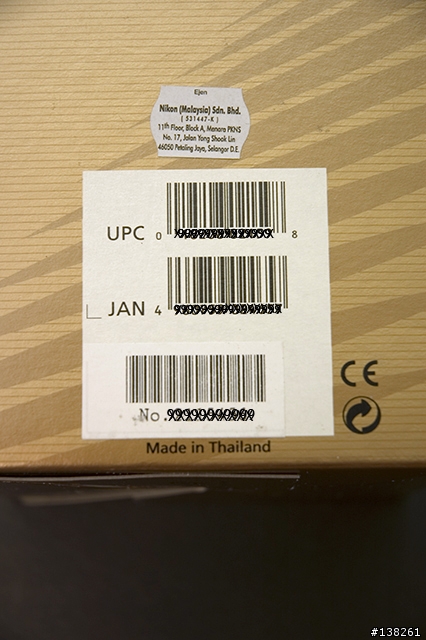 Ejen
Nikon (Malaysia) Sdn. Bhd.
( 531447-K )
11th Floor, Block A, Menara PKNS
No. 17, Jalan Yong Shook Lin
46050 Petaling Jaya, Selangor D.E.
UPC 0 8
JAN 4
No.
CE
Made in Thailand
#138261